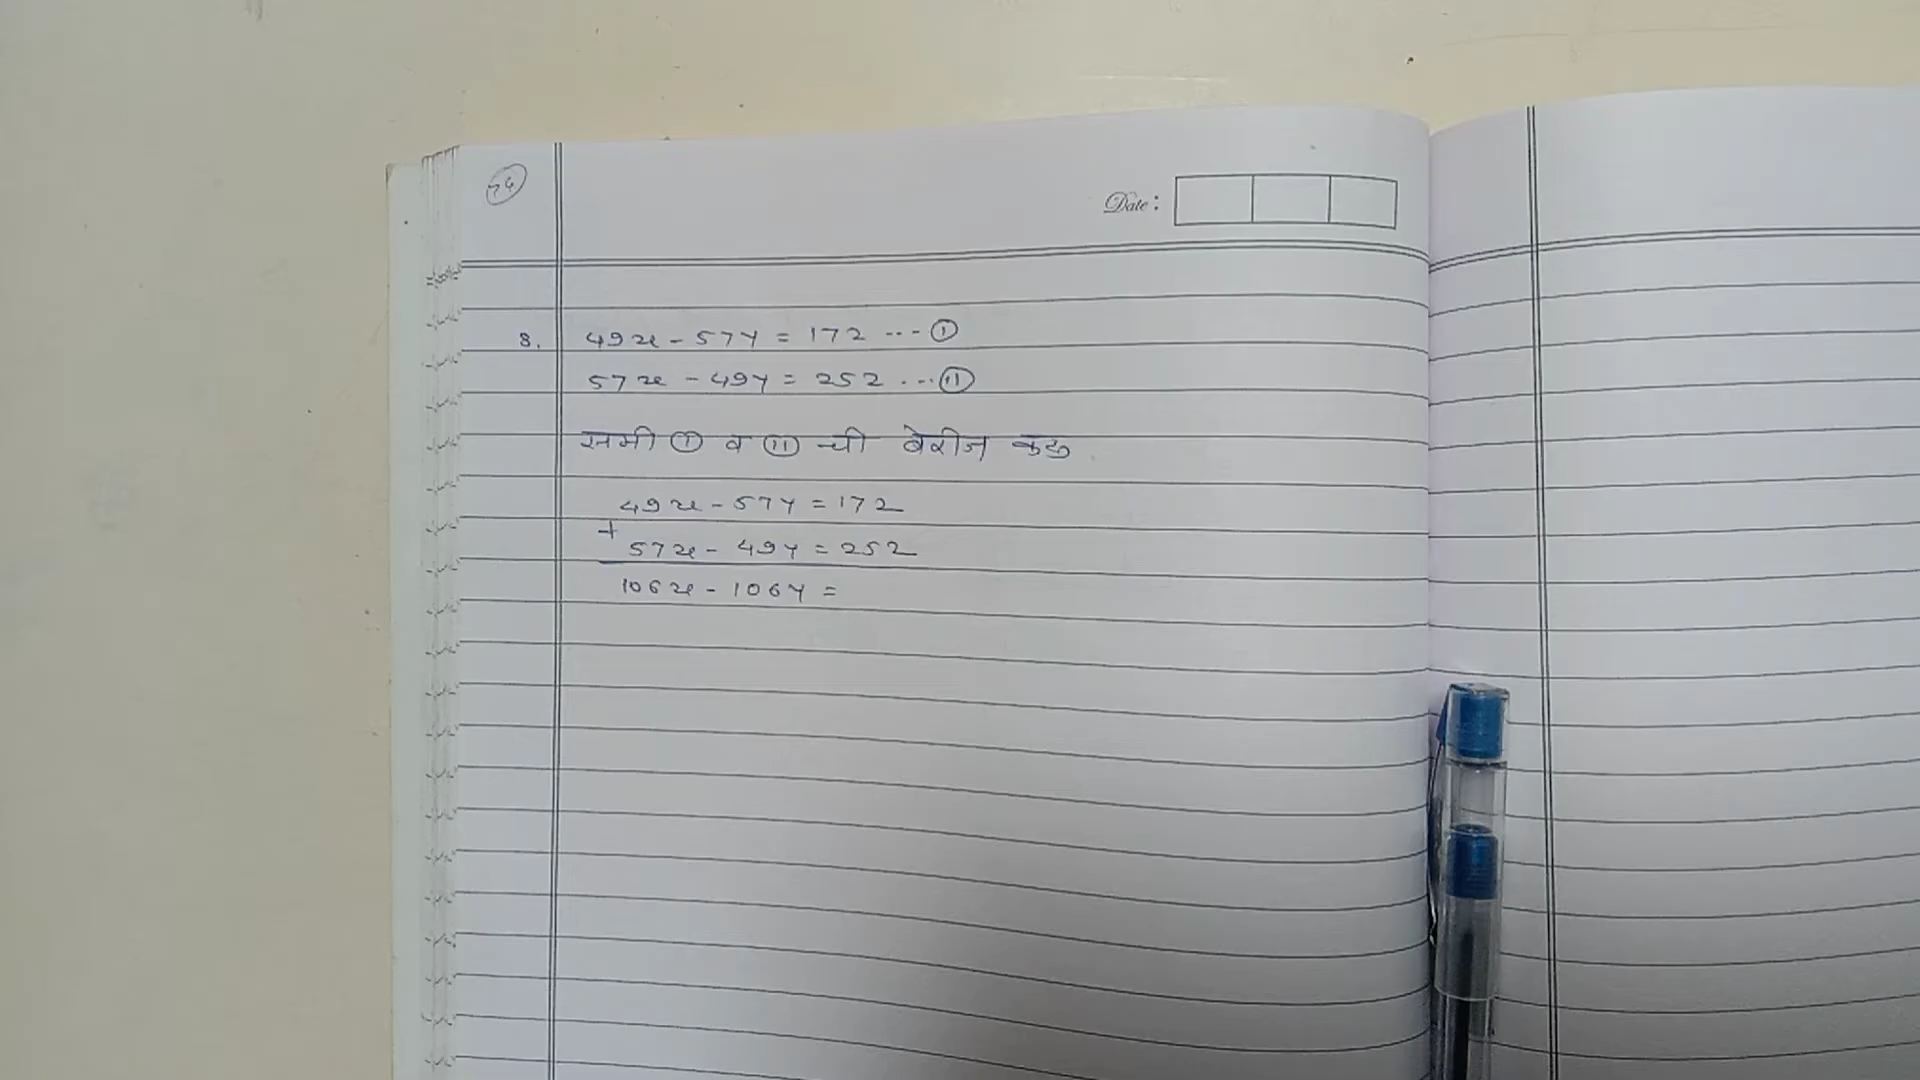 Date:
8. 49x - 57y = 172 --- (I)
57x - 49y = 252 --- (II)
समी (I) व (II) ची बेरीज करु
49x - 57y = 172
+
57x - 49y = 252
106x - 106y =